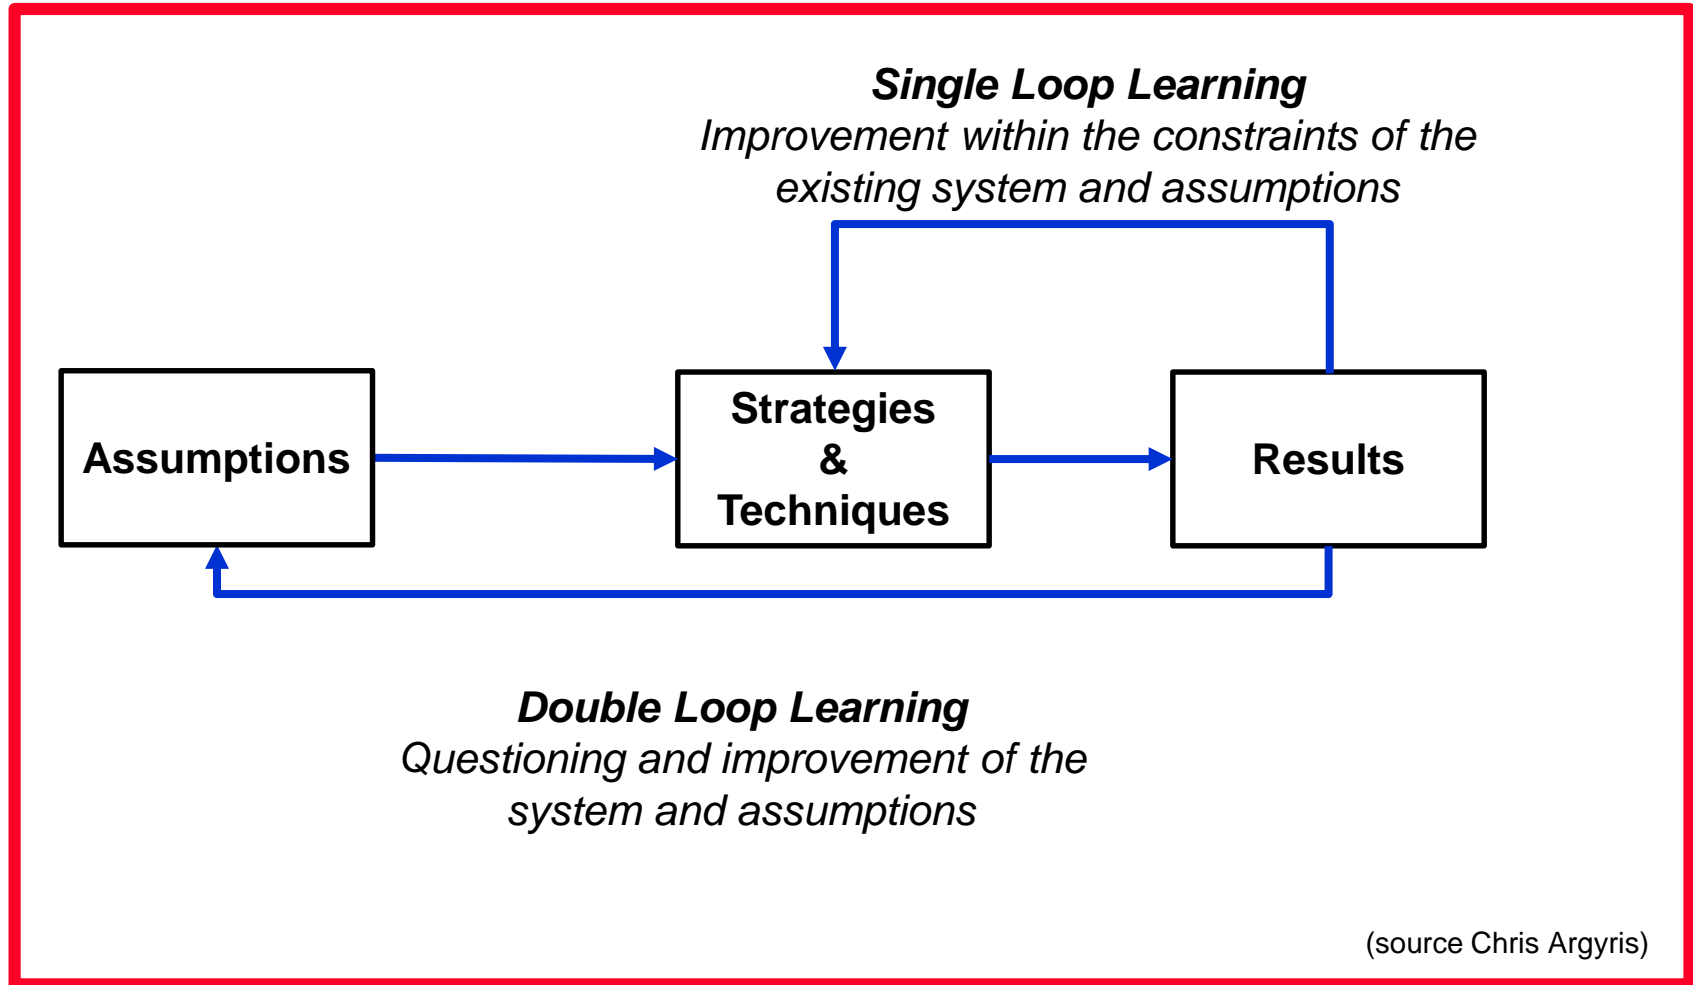 Single Loop Learning
Improvement within the constraints of the
existing system and assumptions
Assumptions
Strategies
&
Techniques
Results
Double Loop Learning
Questioning and improvement of the
system and assumptions
(source Chris Argyris)